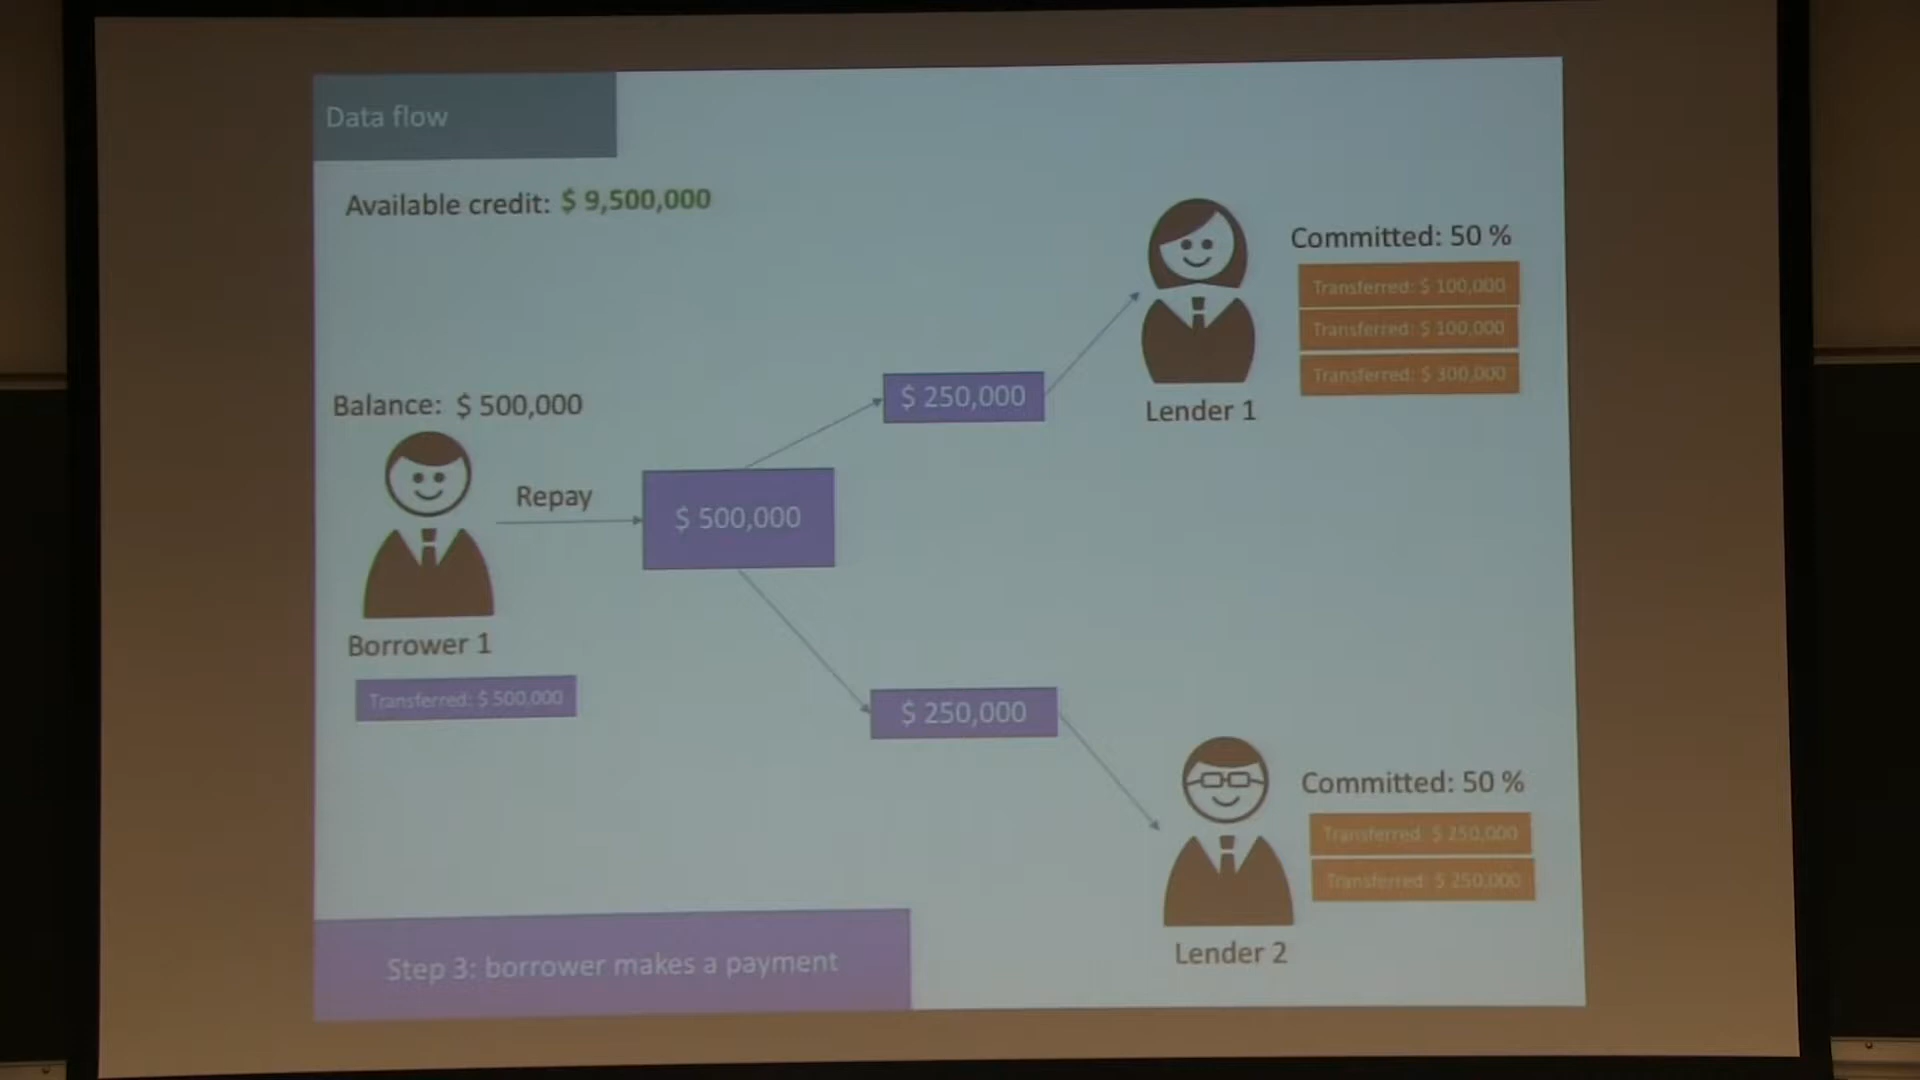 Data flow
Available credit: $ 9,500,000
Committed: 50 %
Transferred: $ 100,000
Transferred: $ 100,000
Transferred: $ 300,000
Lender 1
$ 250,000
Balance: $ 500,000
Repay
$ 500,000
Borrower 1
Transferred: $ 500,000
$ 250,000
Committed: 50 %
Transferred: $ 250,000
Transferred: $ 250,000
Lender 2
Step 3: borrower makes a payment